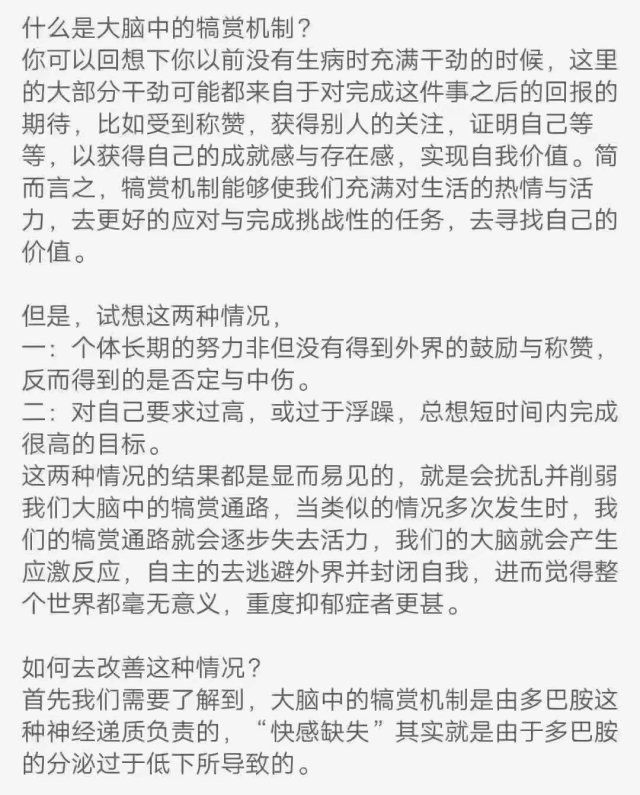 什么是大脑中的犒赏机制？
你可以回想下你以前没有生病时充满干劲的时候，这里
的大部分干劲可能都来自于对完成这件事之后的回报的
期待，比如受到称赞，获得别人的关注，证明自己等
等，以获得自己的成就感与存在感，实现自我价值。简
而言之，犒赏机制能够使我们充满对生活的热情与活
力，去更好的应对与完成挑战性的任务，去寻找自己的
价值。
但是，试想这两种情况，
一：个体长期的努力非但没有得到外界的鼓励与称赞，
反而得到的是否定与中伤。
二：对自己要求过高，或过于浮躁，总想短时间内完成
很高的目标。
这两种情况的结果都是显而易见的，就是会扰乱并削弱
我们大脑中的犒赏通路，当类似的情况多次发生时，我
们的犒赏通路就会逐步失去活力，我们的大脑就会产生
应激反应，自主的去逃避外界并封闭自我，进而觉得整
个世界都毫无意义，重度抑郁症者更甚。
如何去改善这种情况？
首先我们需要了解到，大脑中的犒赏机制是由多巴胺这
种神经递质负责的，“快感缺失”其实就是由于多巴胺
的分泌过于低下所导致的。